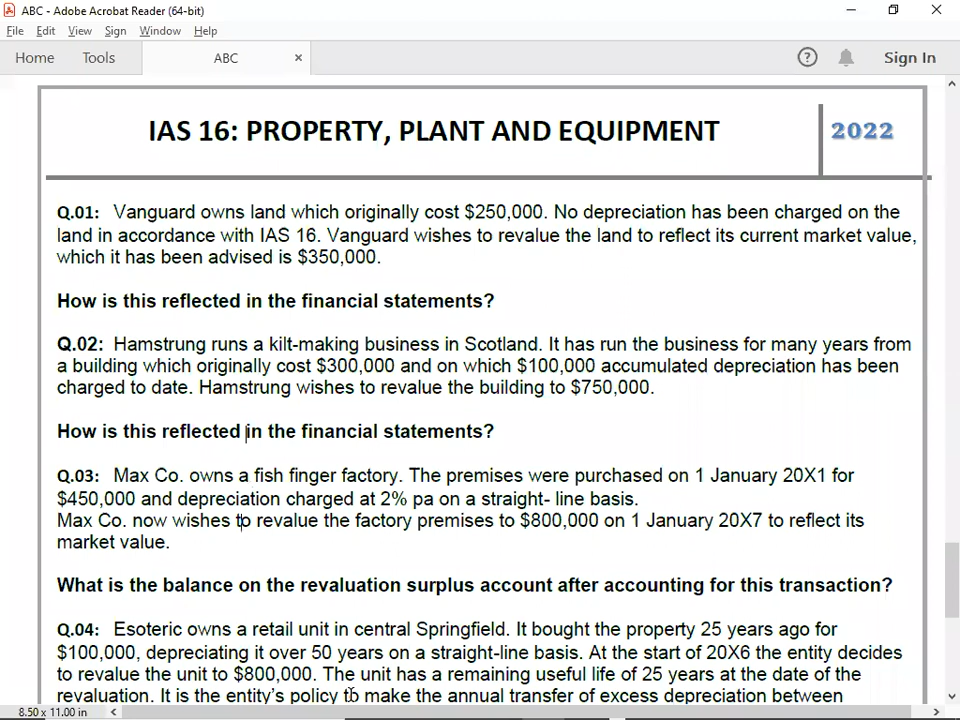 ABC - Adobe Acrobat Reader (64-bit)
File Edit View Sign Window Help
Home Tools ABC × ? Sign In
IAS 16: PROPERTY, PLANT AND EQUIPMENT 2022
Q.01: Vanguard owns land which originally cost $250,000. No depreciation has been charged on the
land in accordance with IAS 16. Vanguard wishes to revalue the land to reflect its current market value,
which it has been advised is $350,000.
How is this reflected in the financial statements?
Q.02: Hamstrung runs a kilt-making business in Scotland. It has run the business for many years from
a building which originally cost $300,000 and on which $100,000 accumulated depreciation has been
charged to date. Hamstrung wishes to revalue the building to $750,000.
How is this reflected in the financial statements?
Q.03: Max Co. owns a fish finger factory. The premises were purchased on 1 January 20X1 for
$450,000 and depreciation charged at 2% pa on a straight- line basis.
Max Co. now wishes to revalue the factory premises to $800,000 on 1 January 20X7 to reflect its
market value.
What is the balance on the revaluation surplus account after accounting for this transaction?
Q.04: Esoteric owns a retail unit in central Springfield. It bought the property 25 years ago for
$100,000, depreciating it over 50 years on a straight-line basis. At the start of 20X6 the entity decides
to revalue the unit to $800,000. The unit has a remaining useful life of 25 years at the date of the
revaluation. It is the entity's policy to make the annual transfer of excess depreciation between
8.50 x 11.00 in